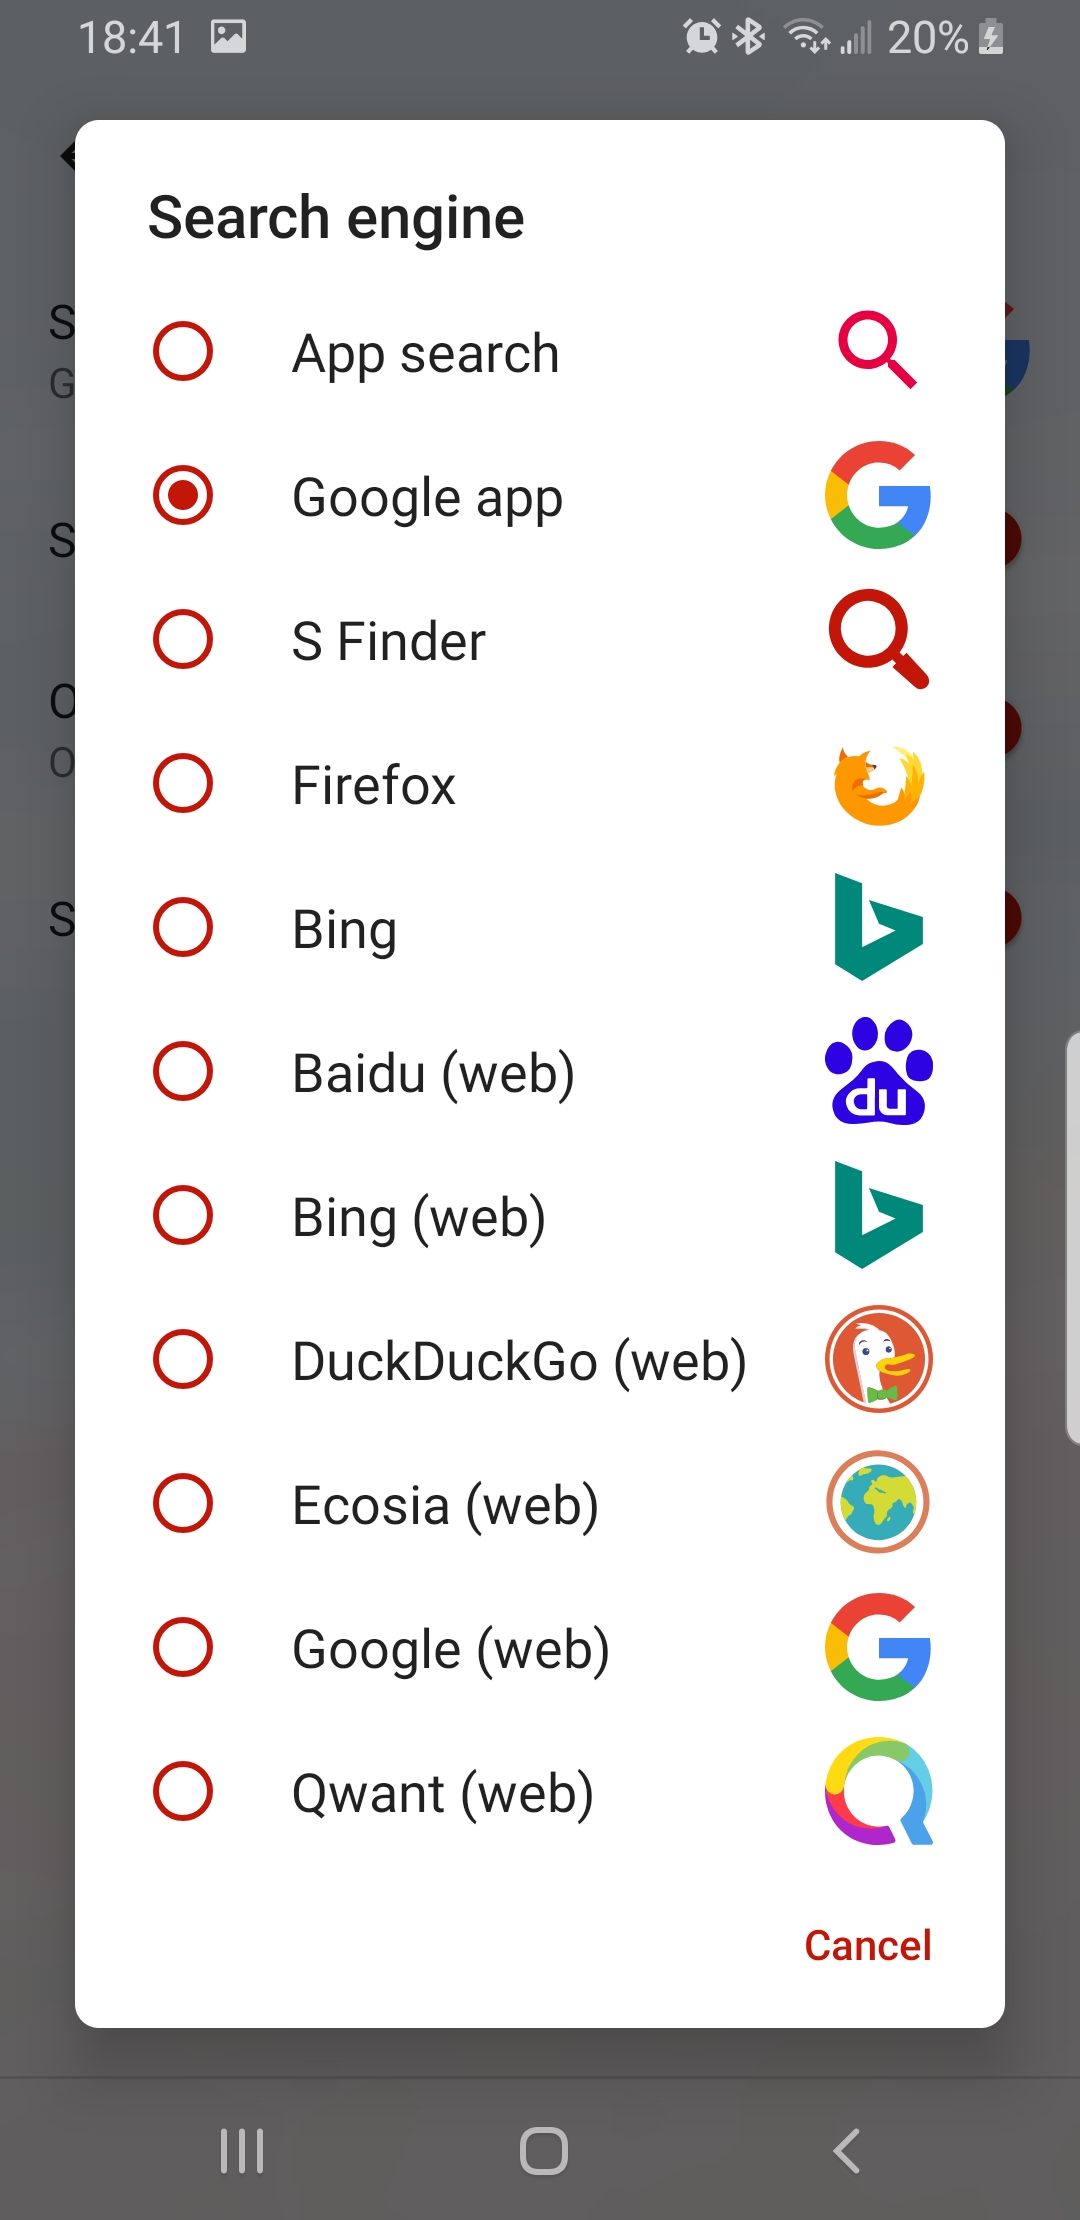 18:41
20%
Search engine
App search
Google app
S Finder
Firefox
Bing
Baidu (web)
du
Bing (web)
DuckDuckGo (web)
Ecosia (web)
Google (web)
Qwant (web)
Cancel